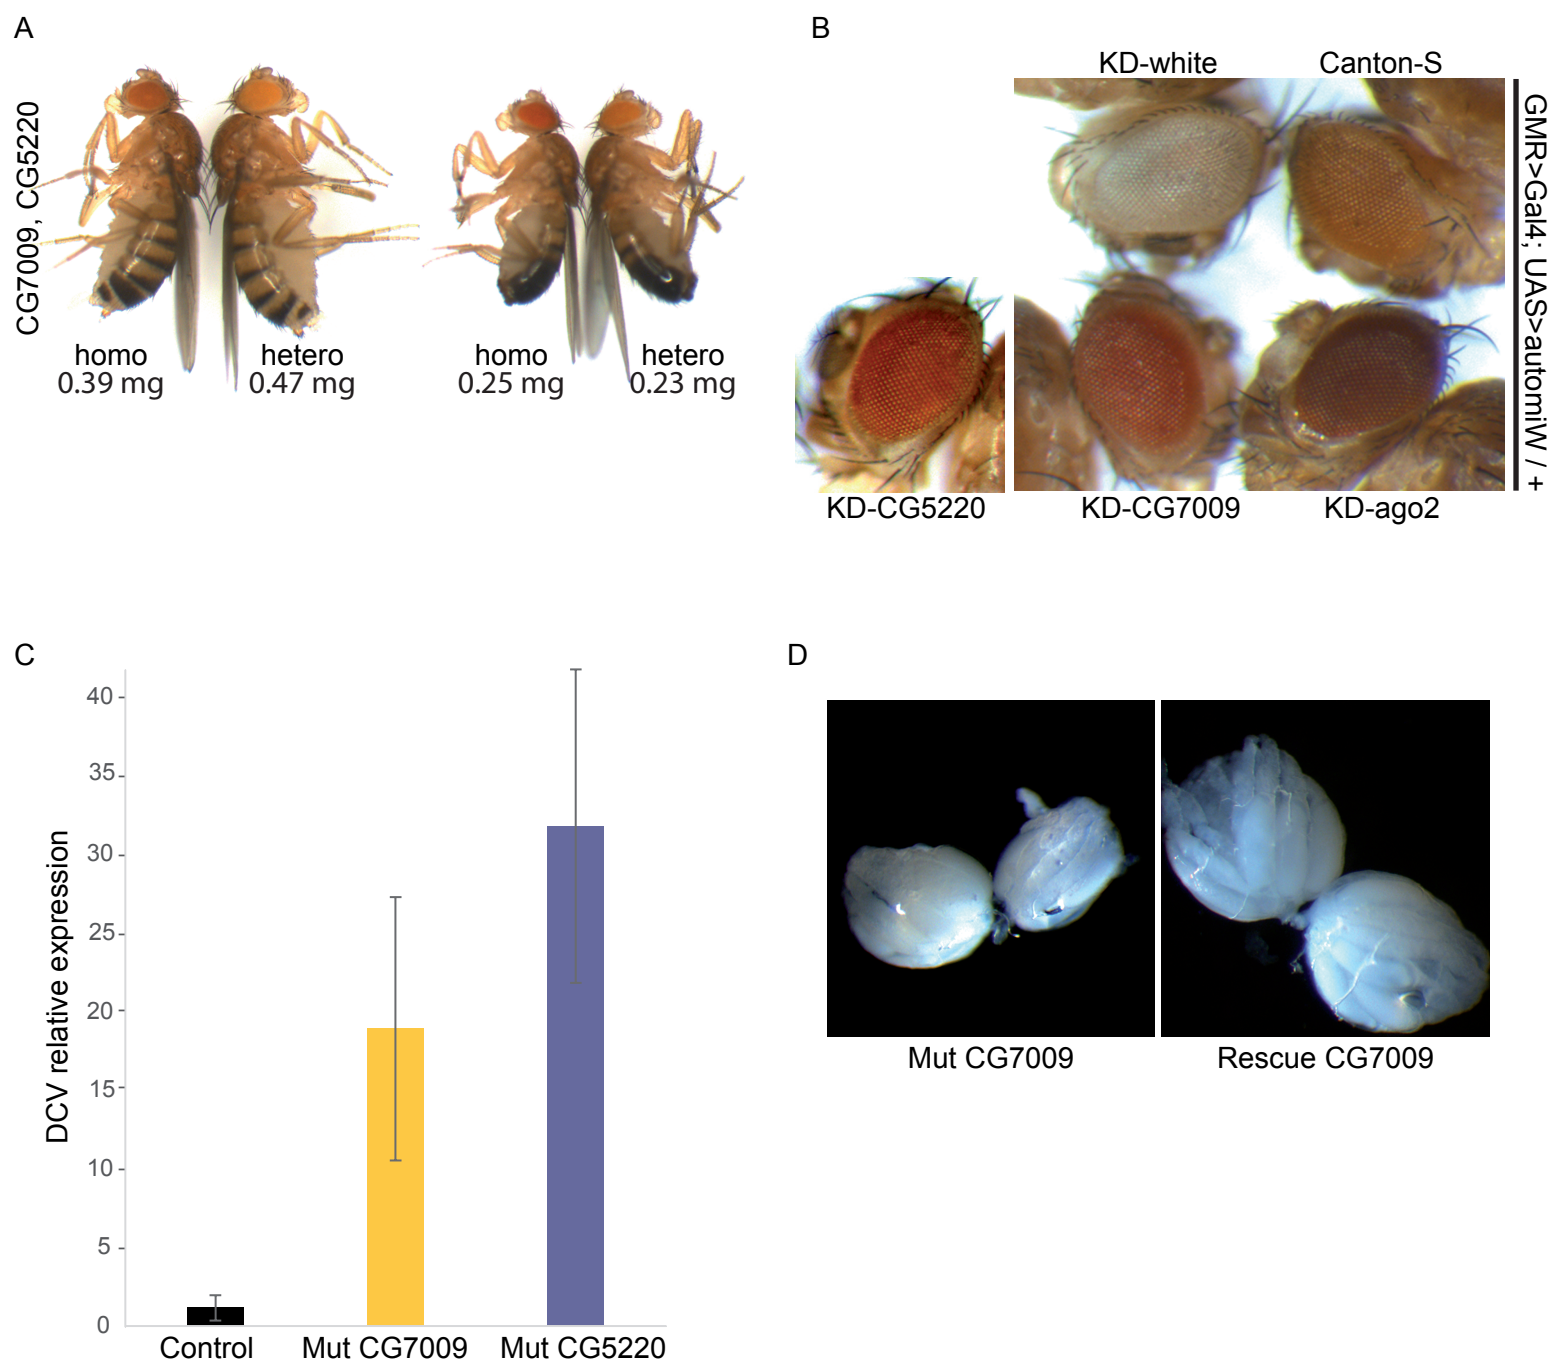 A
CG7009, CG5220
homo
0.39 mg
hetero
0.47 mg
homo
0.25 mg
hetero
0.23 mg
B
KD-white
Canton-S
KD-CG5220
KD-CG7009
KD-ago2
GMR>Gal4; UAS>automiW / +
C
DCV relative expression
40
35
30
25
20
15
10
5
0
Control
Mut CG7009
Mut CG5220
D
Mut CG7009
Rescue CG7009